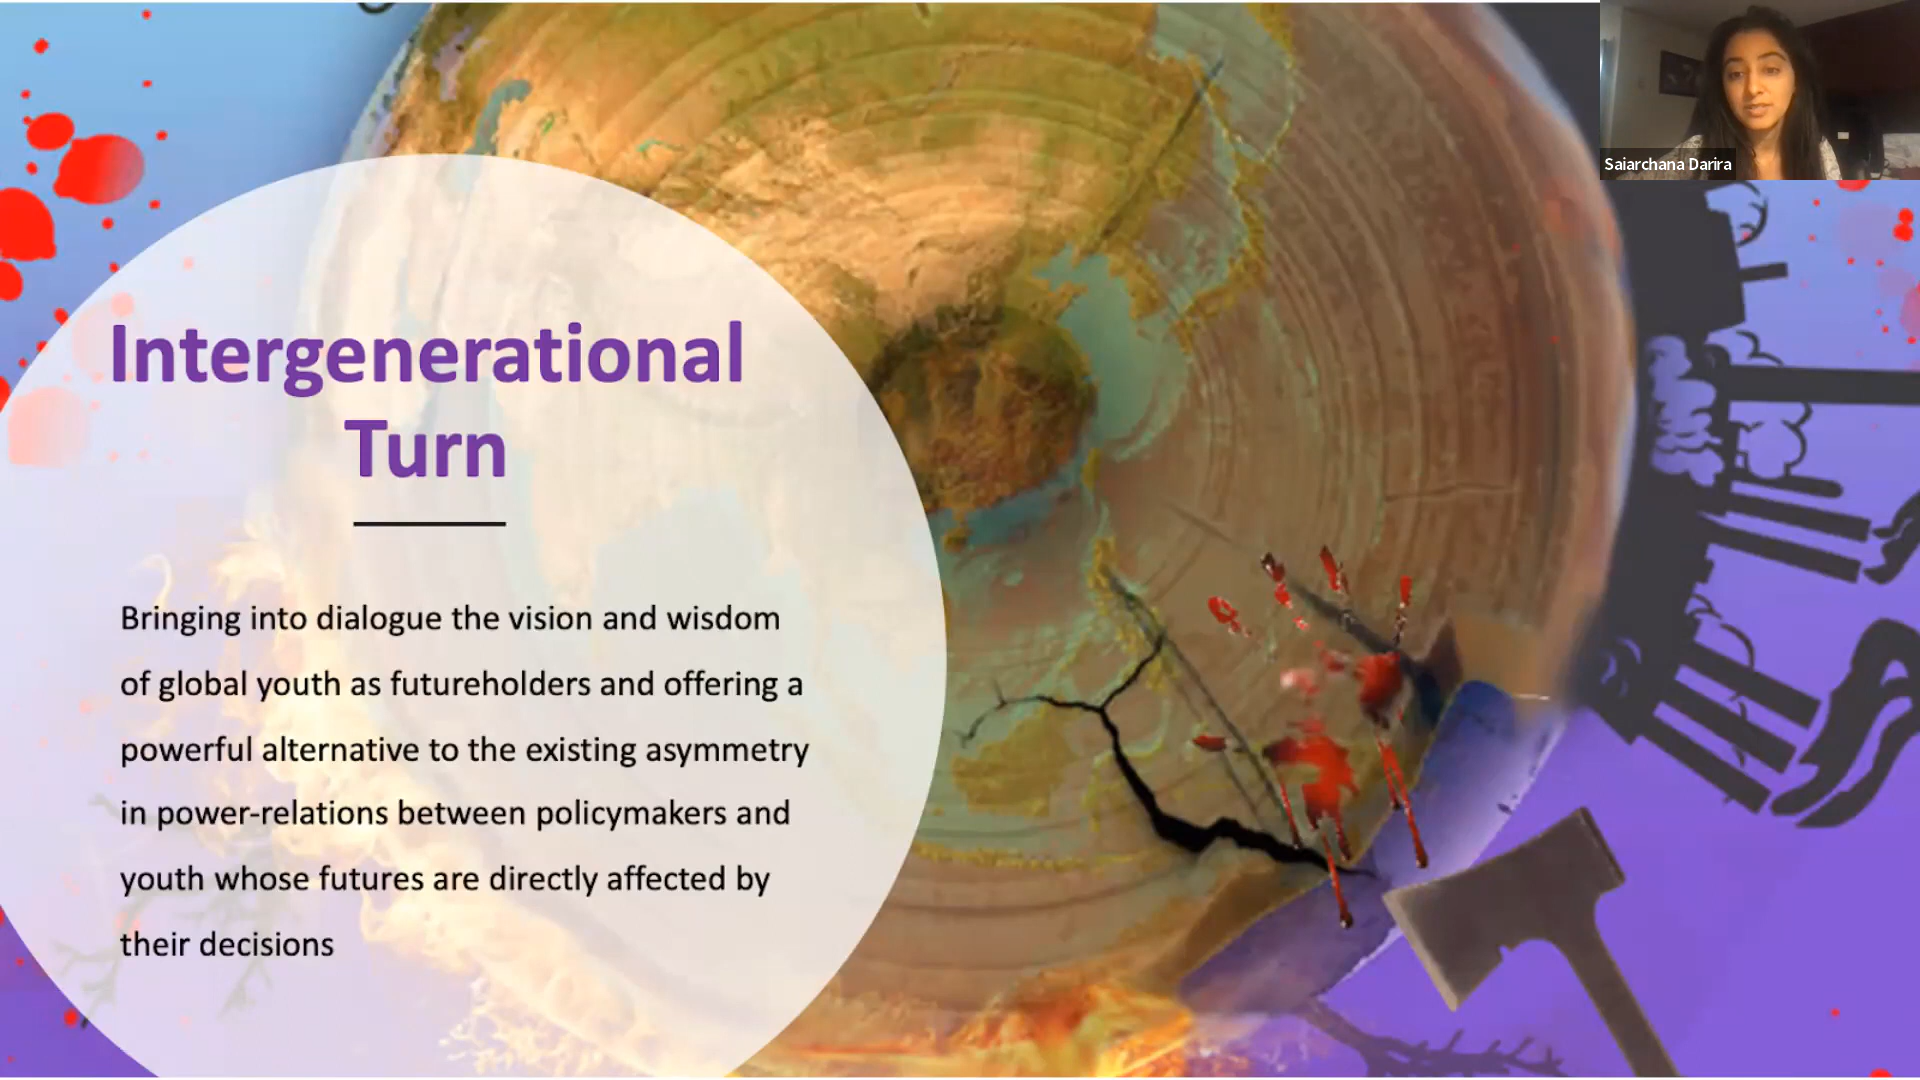 Saiarchana Darira
Intergenerational
Turn
Bringing into dialogue the vision and wisdom
of global youth as futureholders and offering a
powerful alternative to the existing asymmetry
in power-relations between policymakers and
youth whose futures are directly affected by
their decisions